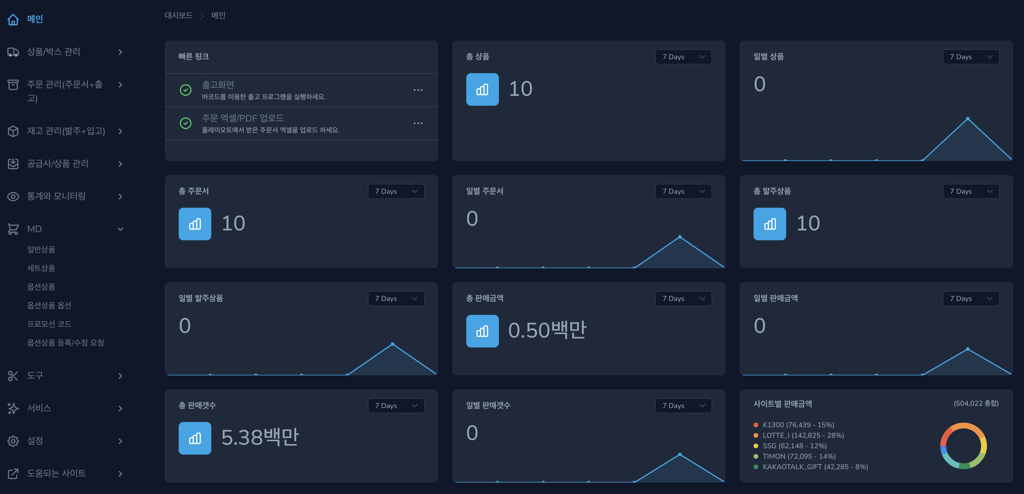 메인
상품/박스 관리
주문 관리(주문서+출
고)
재고 관리(발주+입고)
공급사/상품 관리
통계와 모니터링
MD
일반상품
세트상품
옵션상품
옵션상품 옵션
프로모션 코드
옵션상품 등록/수정 요청
도구
서비스
설정
도움되는 사이트
대시보드 > 메인
빠른 링크
출고화면
바코드를 이용한 출고 프로그램을 실행하세요.
주문 엑셀/PDF 업로드
플레이오토에서 받은 주문서 엑셀을 업로드 하세요.
총 상품
7 Days
10
일별 상품
7 Days
0
총 주문서
7 Days
10
일별 주문서
7 Days
0
총 발주상품
7 Days
10
일별 발주상품
7 Days
0
총 판매금액
7 Days
0.50백만
일별 판매금액
7 Days
0
총 판매갯수
7 Days
5.38백만
일별 판매갯수
7 Days
0
사이트별 판매금액
(504,022 총합)
K1300 (76,439 - 15%)
LOTTE_I (142,825 - 28%)
SSG (62,148 - 12%)
TIMON (72,095 - 14%)
KAKAOTALK_GIFT (42,285 - 8%)